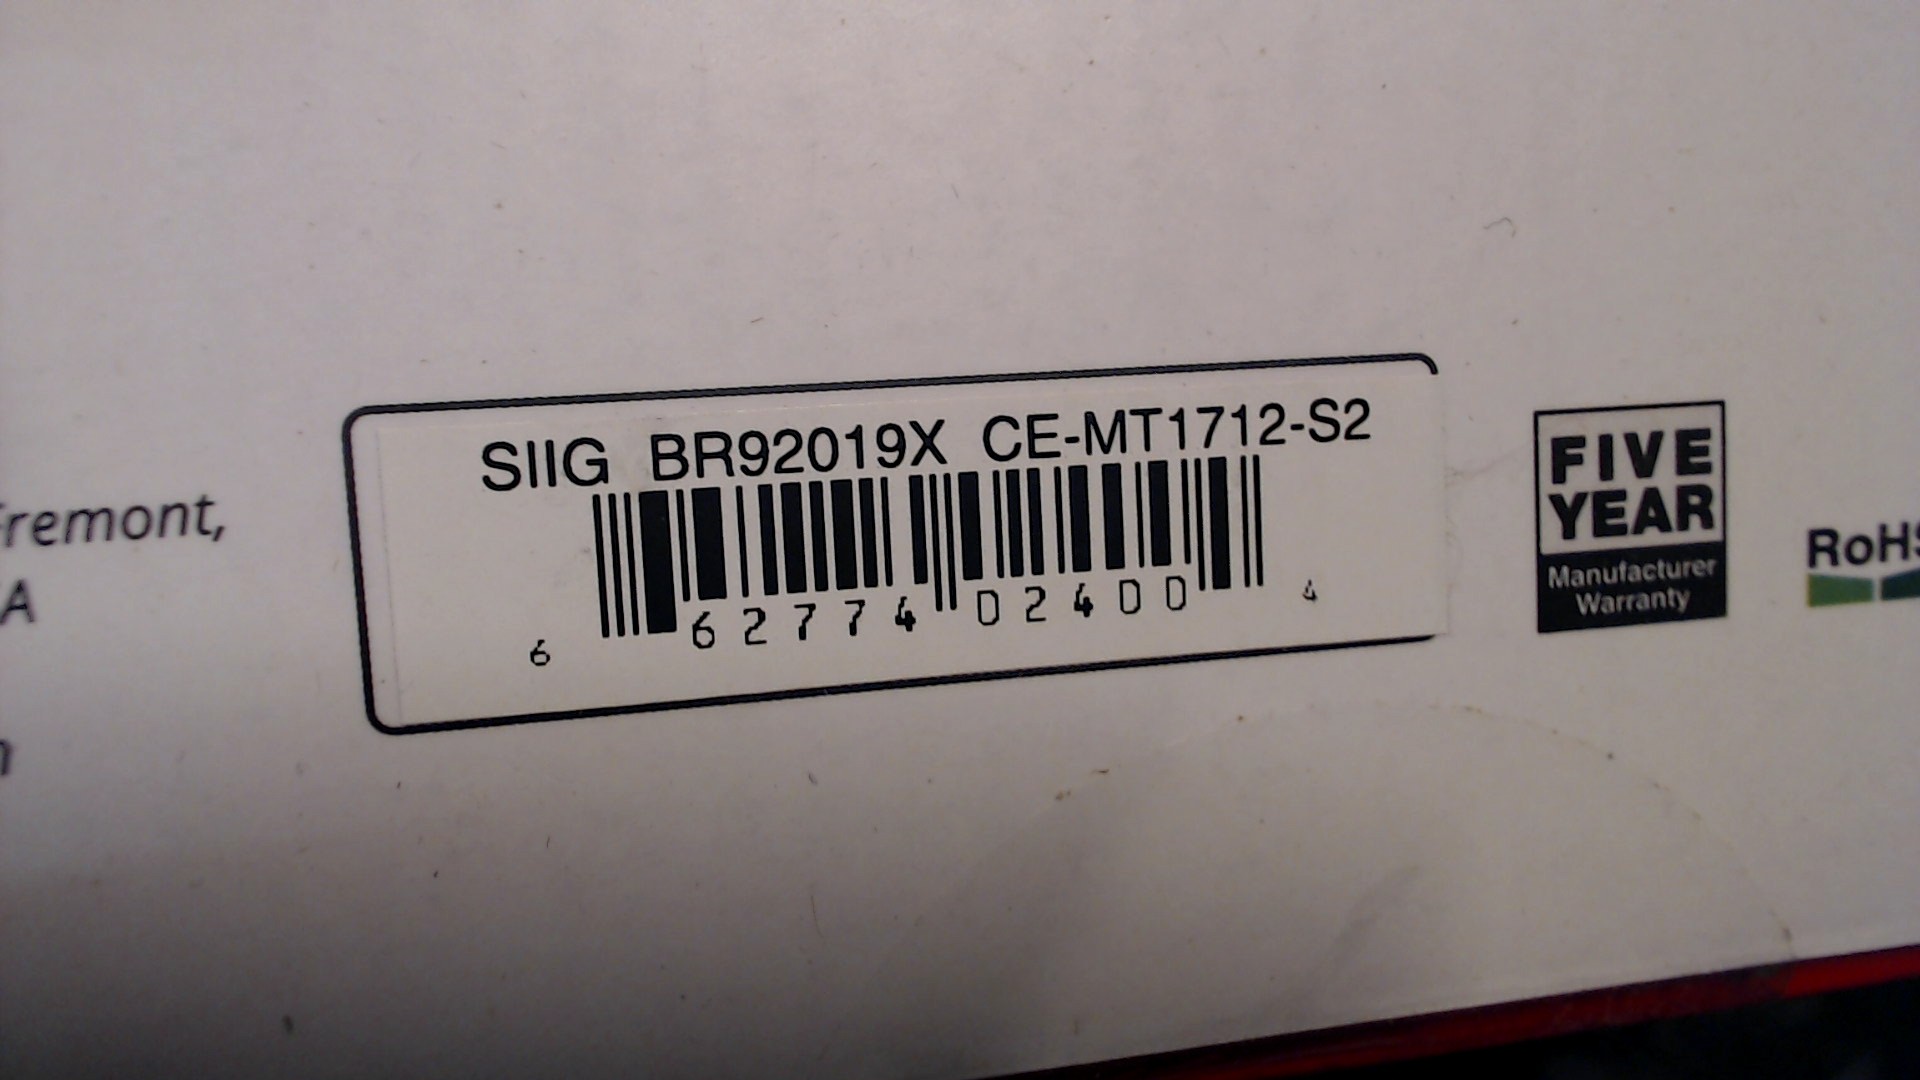 SIIG BR92019X CE-MT1712-S2
6 62774 02400 4
Fremont,
A
FIVE
YEAR
Manufacturer
Warranty
RoHS